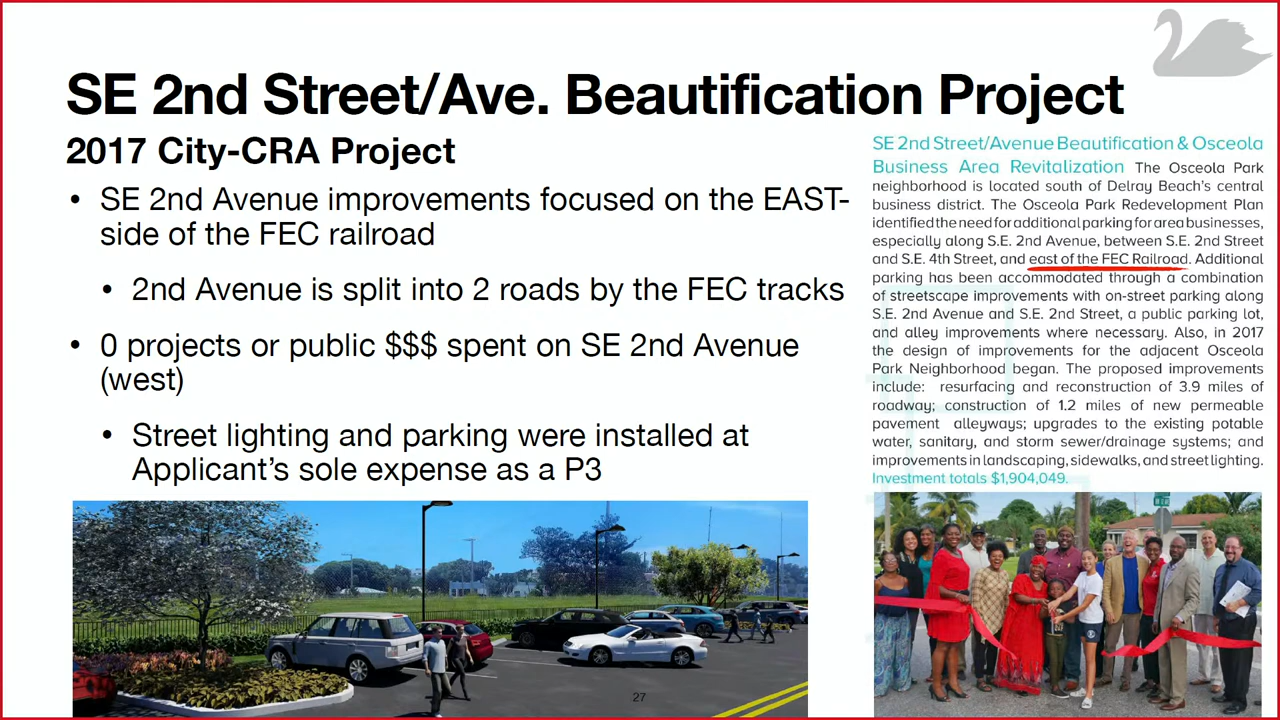 SE 2nd Street/Ave. Beautification Project
2017 City-CRA Project
• SE 2nd Avenue improvements focused on the EAST-
side of the FEC railroad
• 2nd Avenue is split into 2 roads by the FEC tracks
• 0 projects or public $$$ spent on SE 2nd Avenue
(west)
• Street lighting and parking were installed at
Applicant's sole expense as a P3
SE 2nd Street/Avenue Beautification & Osceola
Business Area Revitalization The Osceola Park
neighborhood is located south of Delray Beach's central
business district. The Osceola Park Redevelopment Plan
identified the need for additional parking for area businesses,
especially along S.E. 2nd Avenue, between S.E. 2nd Street
and S.E. 4th Street, and east of the FEC Railroad. Additional
parking has been accommodated through a combination
of streetscape improvements with on-street parking along
S.E. 2nd Avenue and S.E. 2nd Street, a public parking lot,
and alley improvements where necessary. Also, in 2017
the design of improvements for the adjacent Osceola
Park Neighborhood began. The proposed improvements
include: resurfacing and reconstruction of 3.9 miles of
roadway; construction of 1.2 miles of new permeable
pavement alleyways; upgrades to the existing potable
water, sanitary, and storm sewer/drainage systems; and
improvements in landscaping, sidewalks, and street lighting.
Investment totals $1,904,049.
27